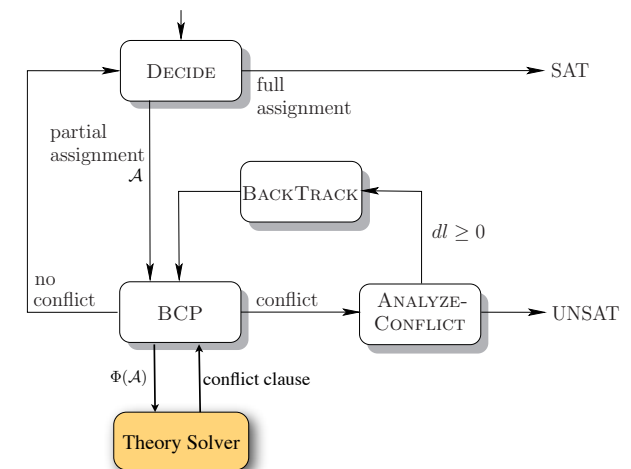 DECIDE
SAT
full
assignment
partial
assignment
𝒜
BACKTRACK
dl ≥ 0
no
conflict
BCP
conflict
ANALYZE-
CONFLICT
UNSAT
Φ(𝒜)
conflict clause
Theory Solver